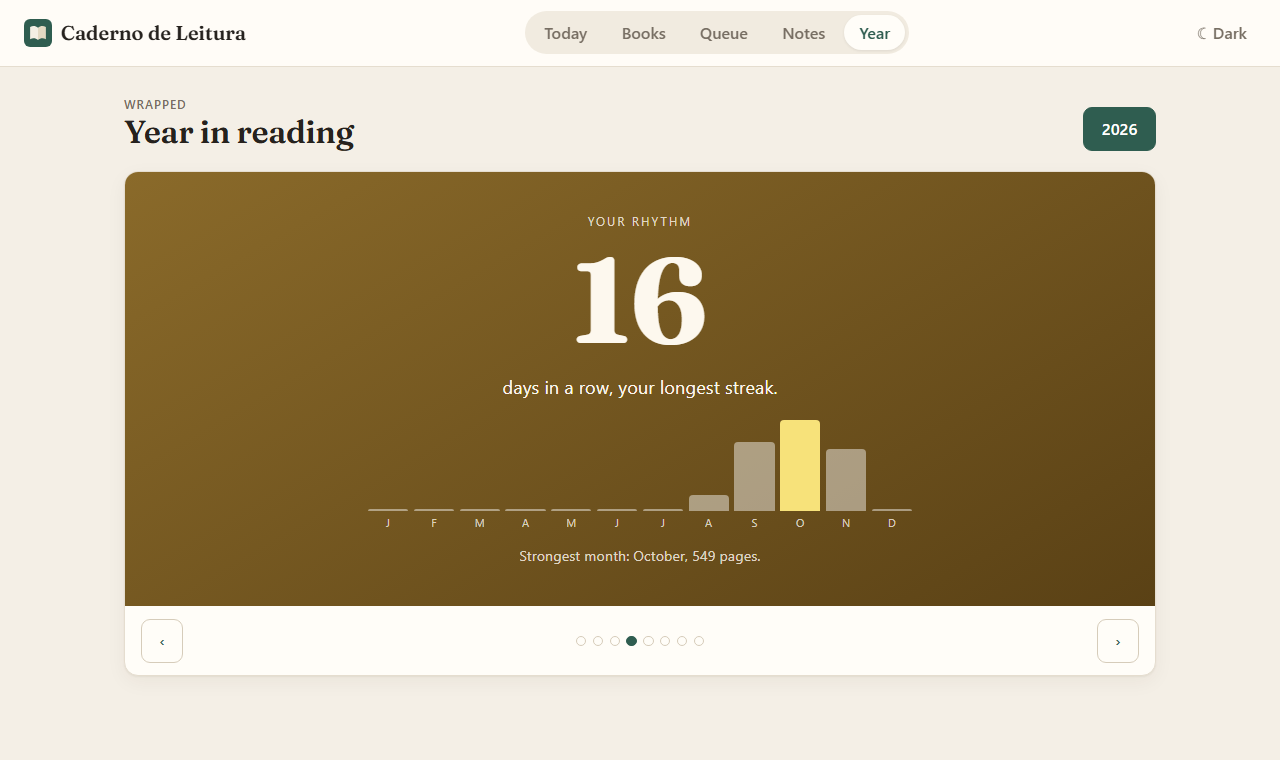 Caderno de Leitura
Today Books Queue Notes Year
☾ Dark
WRAPPED
Year in reading
2026
YOUR RHYTHM
16
days in a row, your longest streak.
J F M A M J J A S O N D
Strongest month: October, 549 pages.
‹ ›